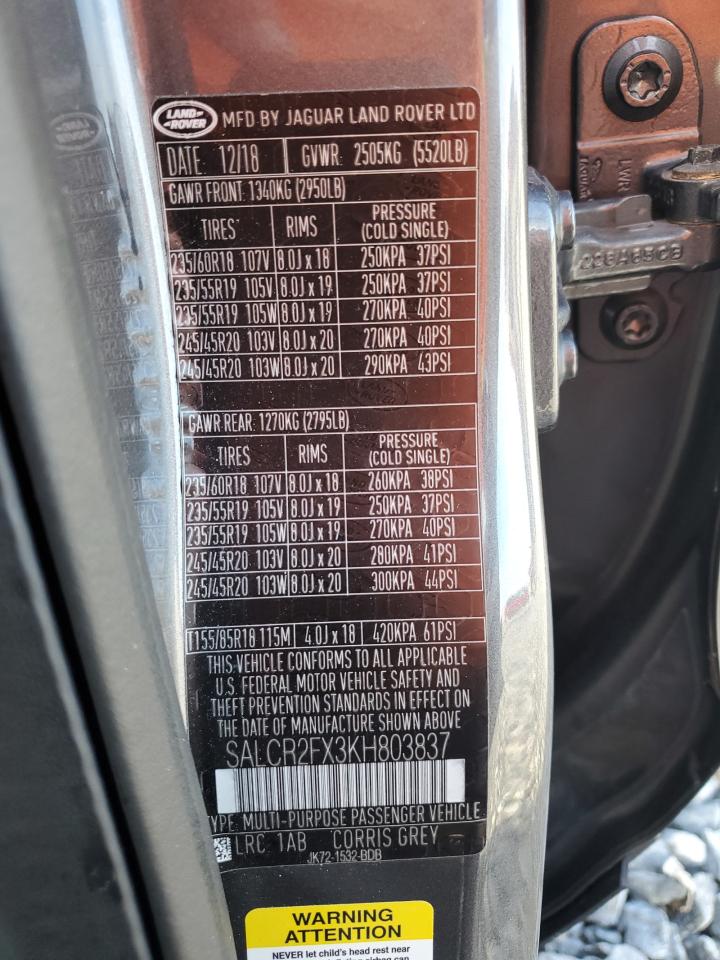 LAND ROVER MFD BY JAGUAR LAND ROVER LTD
DATE: 12/18 GVWR 2505KG (5520LB)
GAWR FRONT: 1340KG (2950LB)
TIRES RIMS PRESSURE (COLD SINGLE)
235/60R18 107V 8.0J x 18 250KPA 37PSI
235/55R19 105V 8.0J x 19 250KPA 37PSI
235/55R19 105W 8.0J x 19 270KPA 40PSI
245/45R20 103V 8.0J x 20 270KPA 40PSI
245/45R20 103W 8.0J x 20 290KPA 43PSI
GAWR REAR: 1270KG (2795LB)
TIRES RIMS PRESSURE (COLD SINGLE)
235/60R18 107V 8.0J x 18 260KPA 38PSI
235/55R19 105V 8.0J x 19 250KPA 37PSI
235/55R19 105W 8.0J x 19 270KPA 40PSI
245/45R20 103V 8.0J x 20 280KPA 41PSI
245/45R20 103W 8.0J x 20 300KPA 44PSI
T155/85R18 115M 4.0J x 18 420KPA 61PSI
THIS VEHICLE CONFORMS TO ALL APPLICABLE
U.S. FEDERAL MOTOR VEHICLE SAFETY AND
THEFT PREVENTION STANDARDS IN EFFECT ON
THE DATE OF MANUFACTURE SHOWN ABOVE
SALCR2FX3KH803837
TYPE: MULTI-PURPOSE PASSENGER VEHICLE
LRC 1AB CORRIS GREY
JK72-1532-BDB
WARNING
ATTENTION
NEVER let child's head rest near
JAGUAR LWR